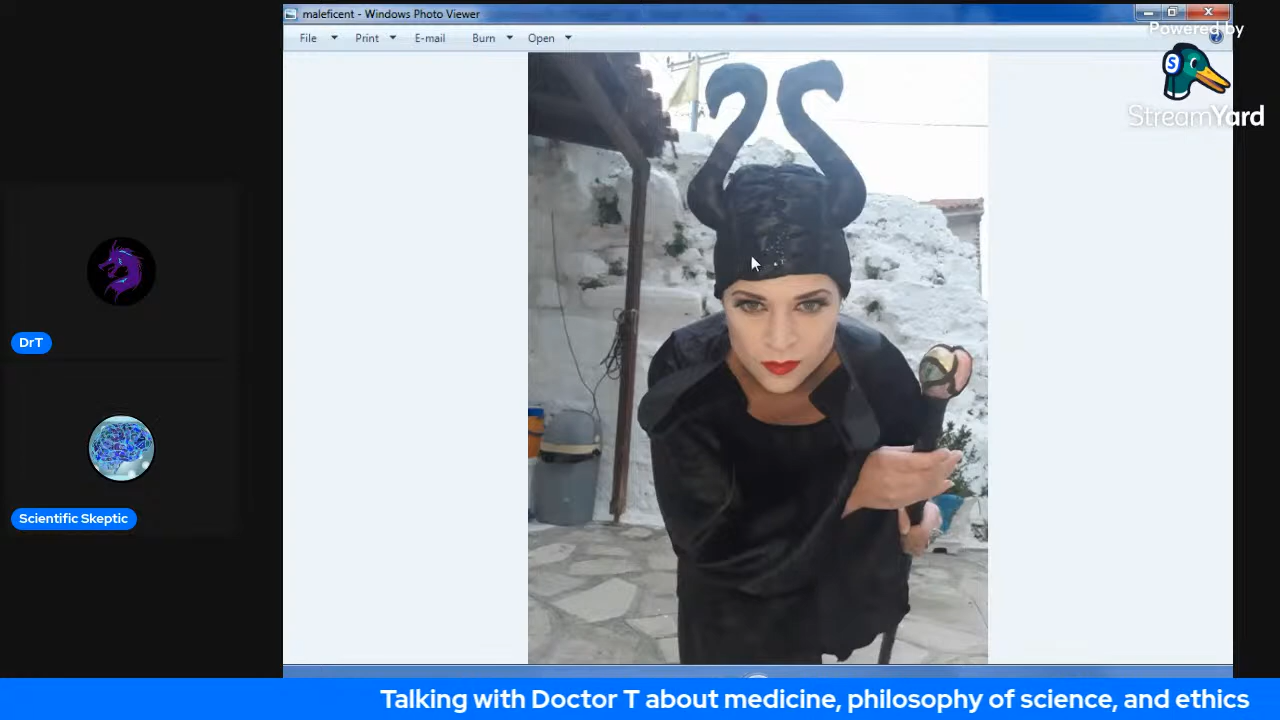 maleficent - Windows Photo Viewer
File Print E-mail Burn Open
Powered by
S
StreamYard
DrT
Scientific Skeptic
Talking with Doctor T about medicine, philosophy of science, and ethics